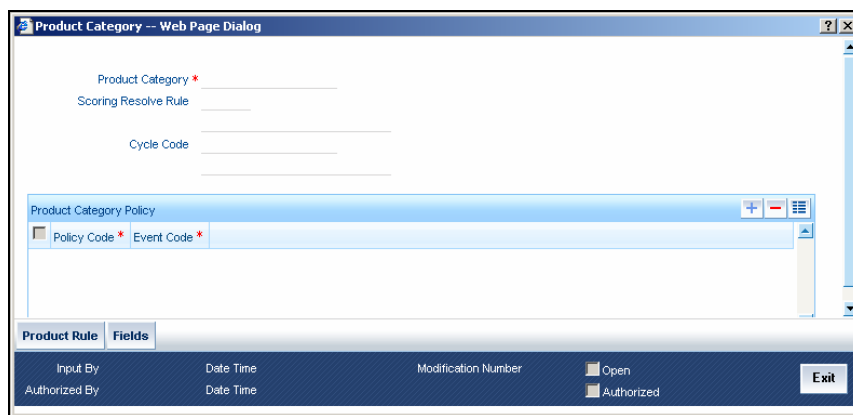 Product Category -- Web Page Dialog
Product Category *
Scoring Resolve Rule
Cycle Code
Product Category Policy
Policy Code * Event Code *
Product Rule Fields
Input By Date Time Modification Number Open
Authorized By Date Time Authorized
Exit